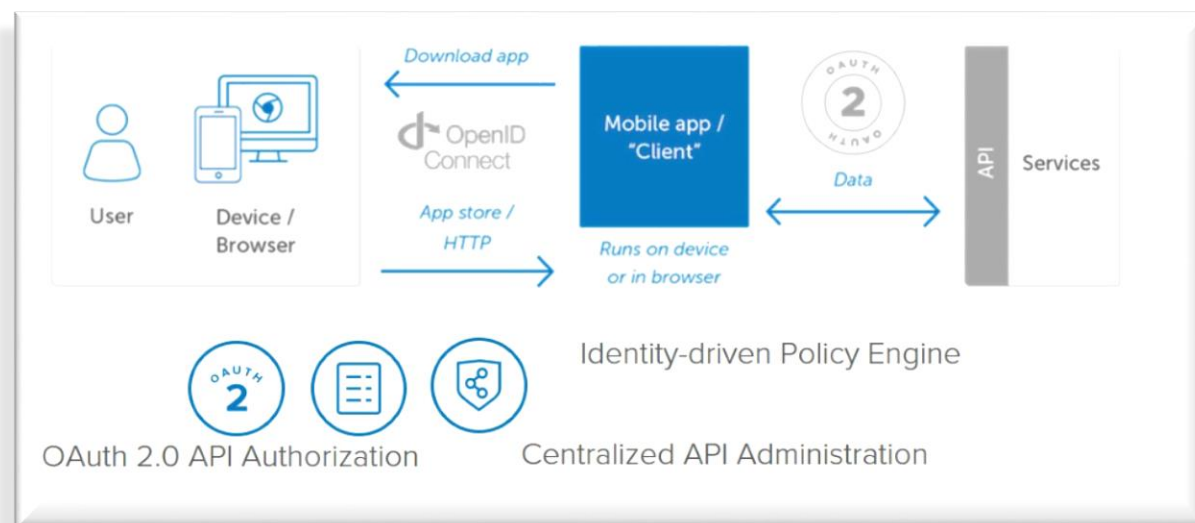 Download app
OpenID
Connect
App store /
HTTP
User
Device /
Browser
Mobile app /
"Client"
Runs on device
or in browser
OAUTH
2
OAUTH
Data
API
Services
OAUTH
2
Identity-driven Policy Engine
OAuth 2.0 API Authorization
Centralized API Administration